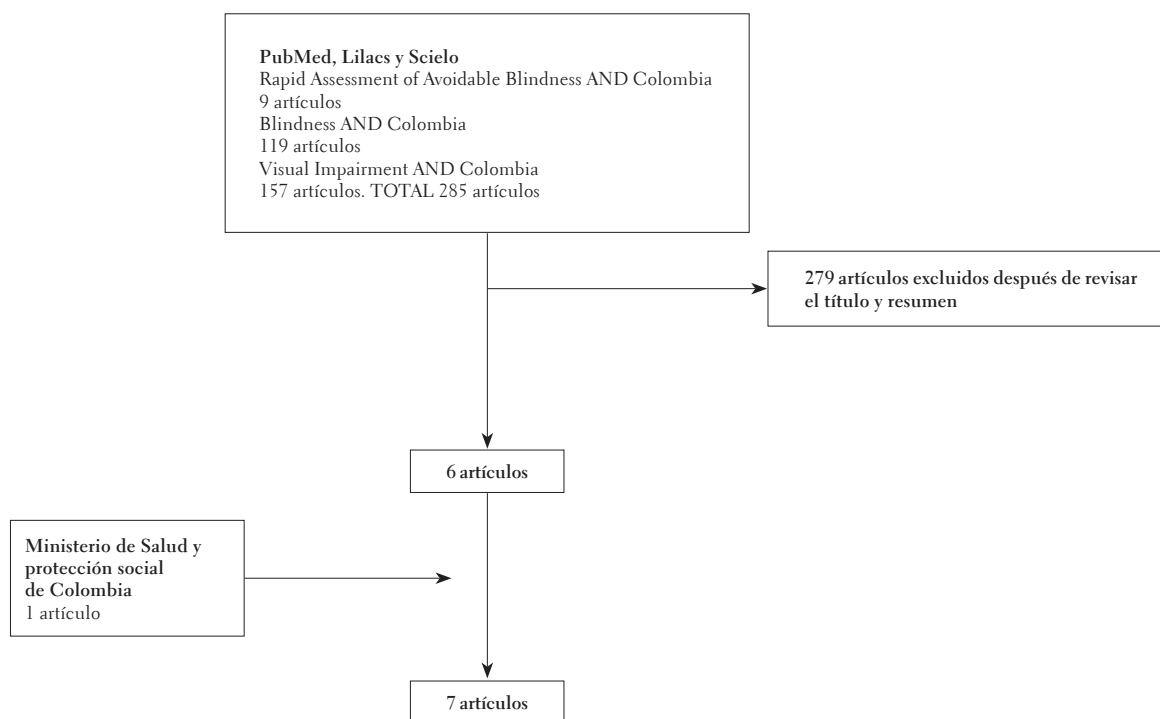 PubMed, Lilacs y Scielo
Rapid Assessment of Avoidable Blindness AND Colombia
9 artículos
Blindness AND Colombia
119 artículos
Visual Impairment AND Colombia
157 artículos. TOTAL 285 artículos
279 artículos excluidos después de revisar
el título y resumen
6 artículos
Ministerio de Salud y
protección social
de Colombia
1 artículo
7 artículos